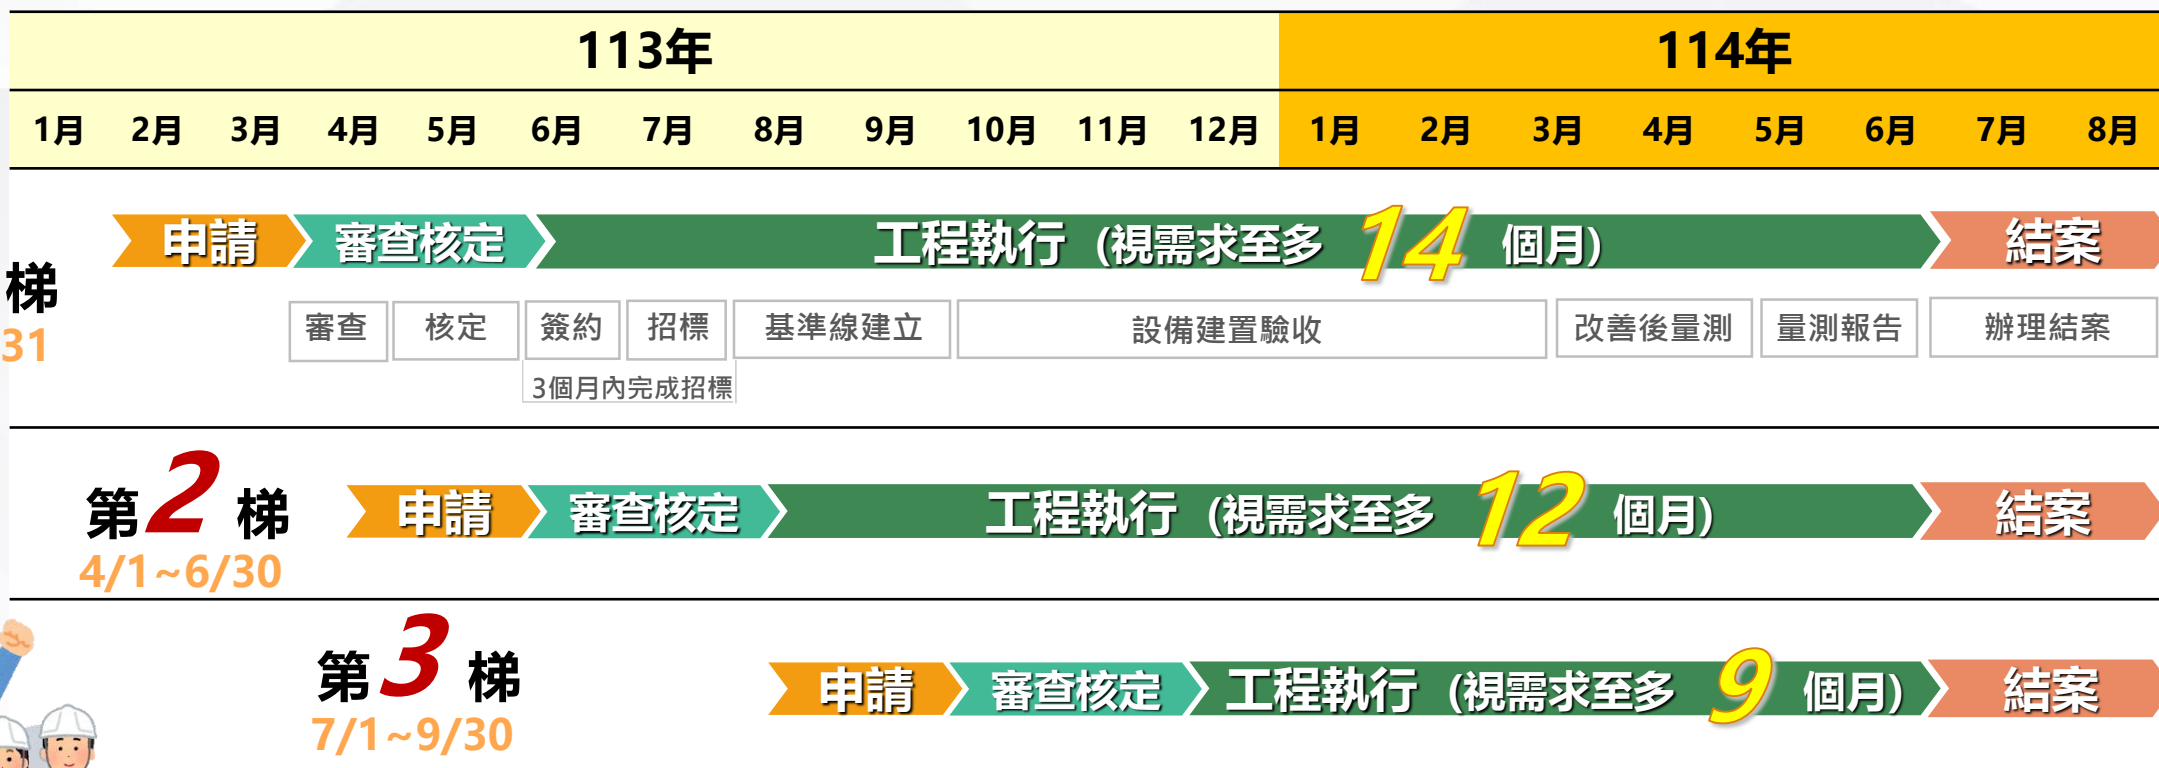 113年 114年
1月 2月 3月 4月 5月 6月 7月 8月 9月 10月 11月 12月 1月 2月 3月 4月 5月 6月 7月 8月
梯
31
申請 審查核定 工程執行 (視需求至多 14 個月) 結案
審查 核定 簽約 招標 基準線建立 設備建置驗收 改善後量測 量測報告 辦理結案
3個月內完成招標
第2梯
4/1~6/30
申請 審查核定 工程執行 (視需求至多 12 個月) 結案
第3梯
7/1~9/30
申請 審查核定 工程執行 (視需求至多 9 個月) 結案